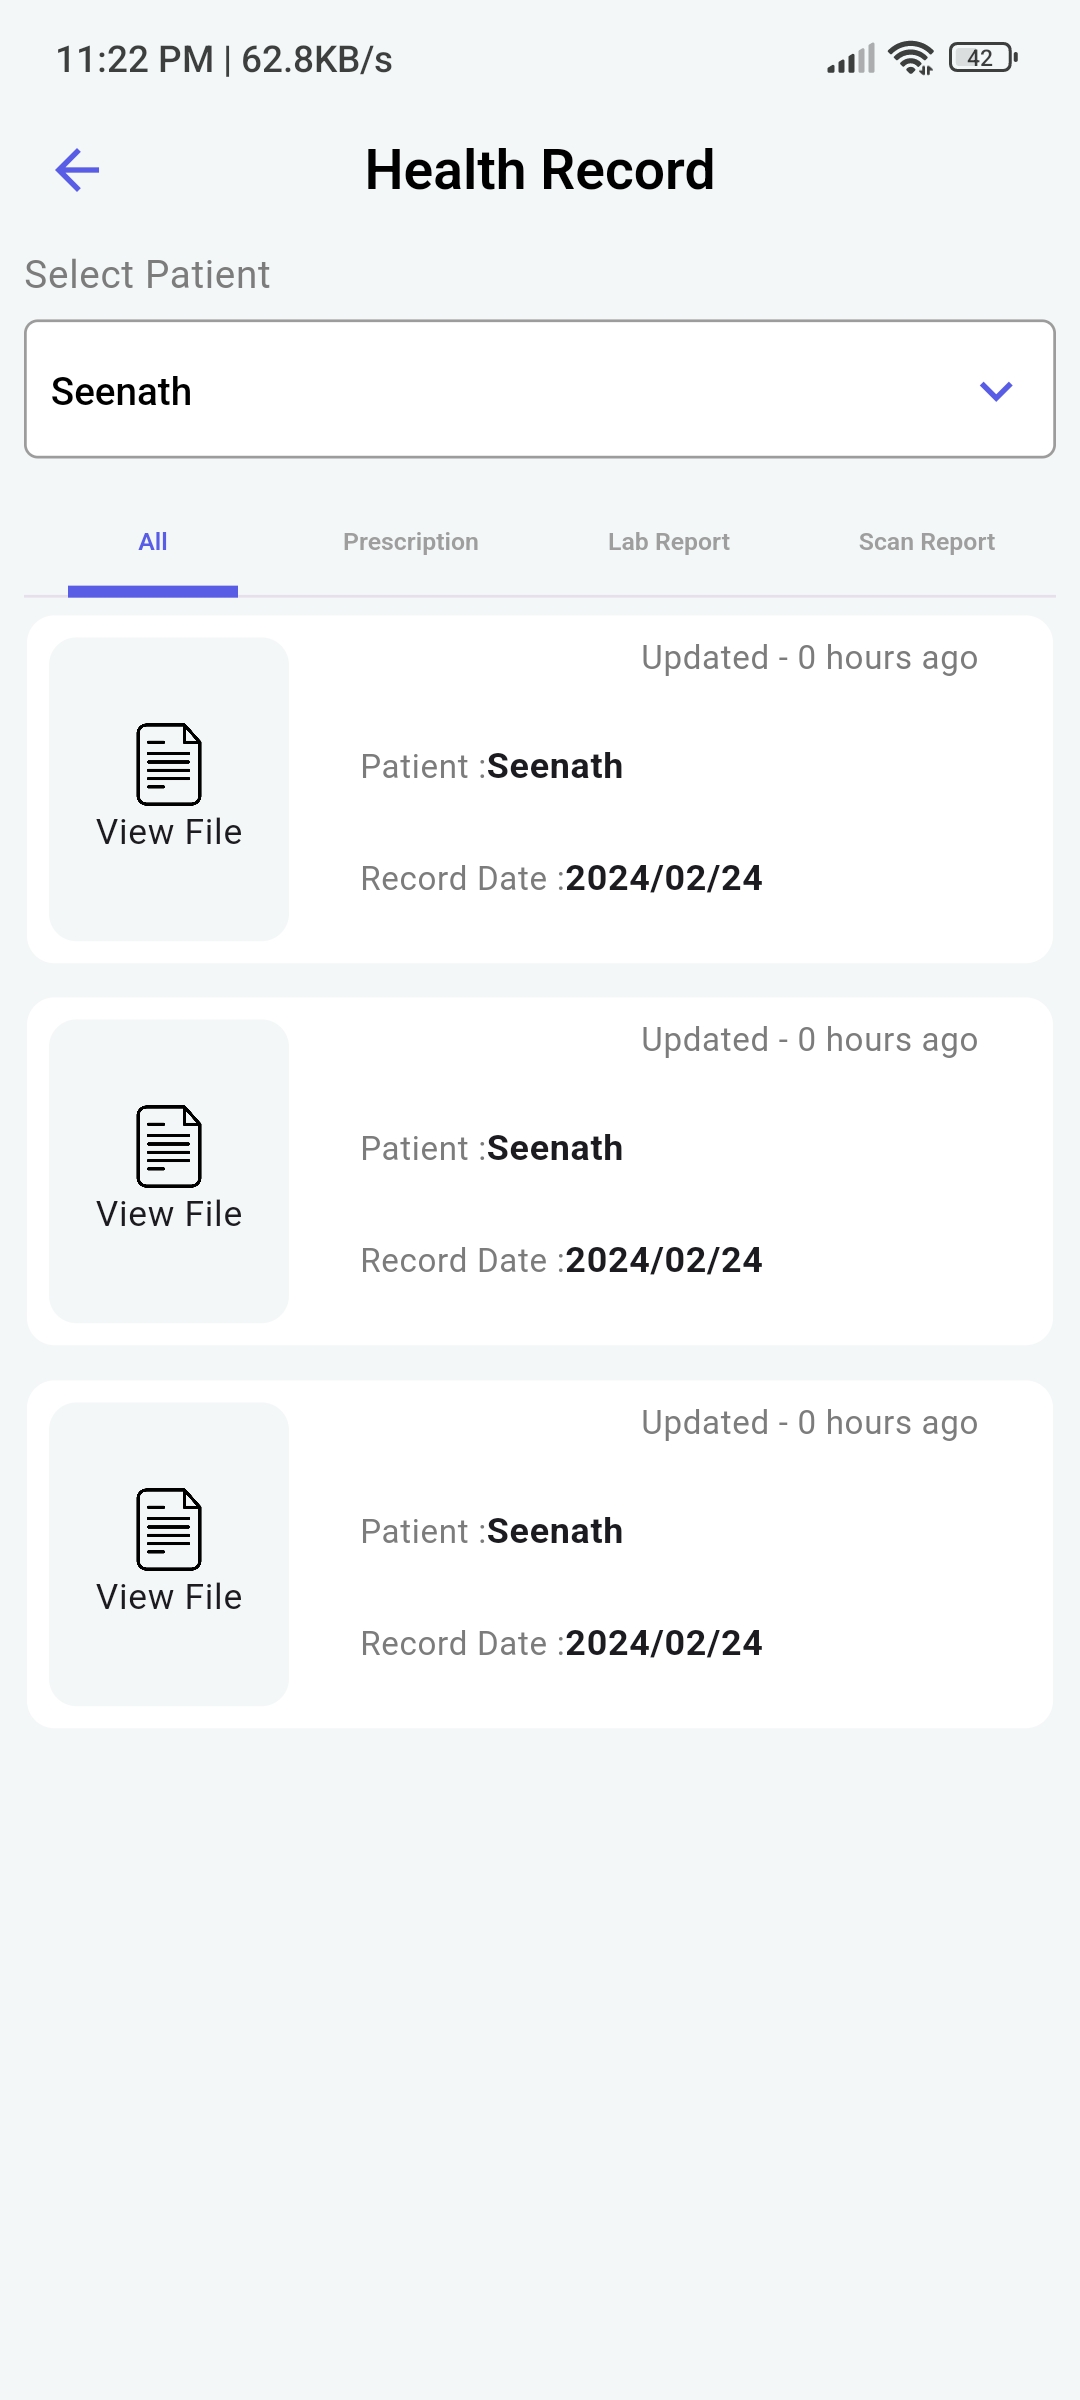 11:22 PM | 62.8KB/s 42
Health Record
Select Patient
Seenath
All Prescription Lab Report Scan Report
Updated - 0 hours ago
Patient :Seenath
View File
Record Date :2024/02/24
Updated - 0 hours ago
Patient :Seenath
View File
Record Date :2024/02/24
Updated - 0 hours ago
Patient :Seenath
View File
Record Date :2024/02/24